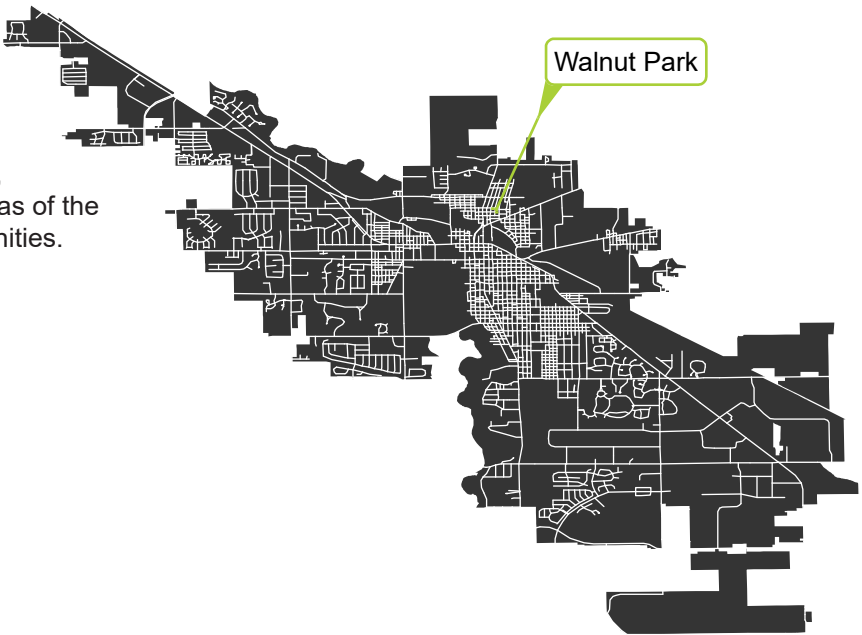 Walnut Park
as of the
nities.